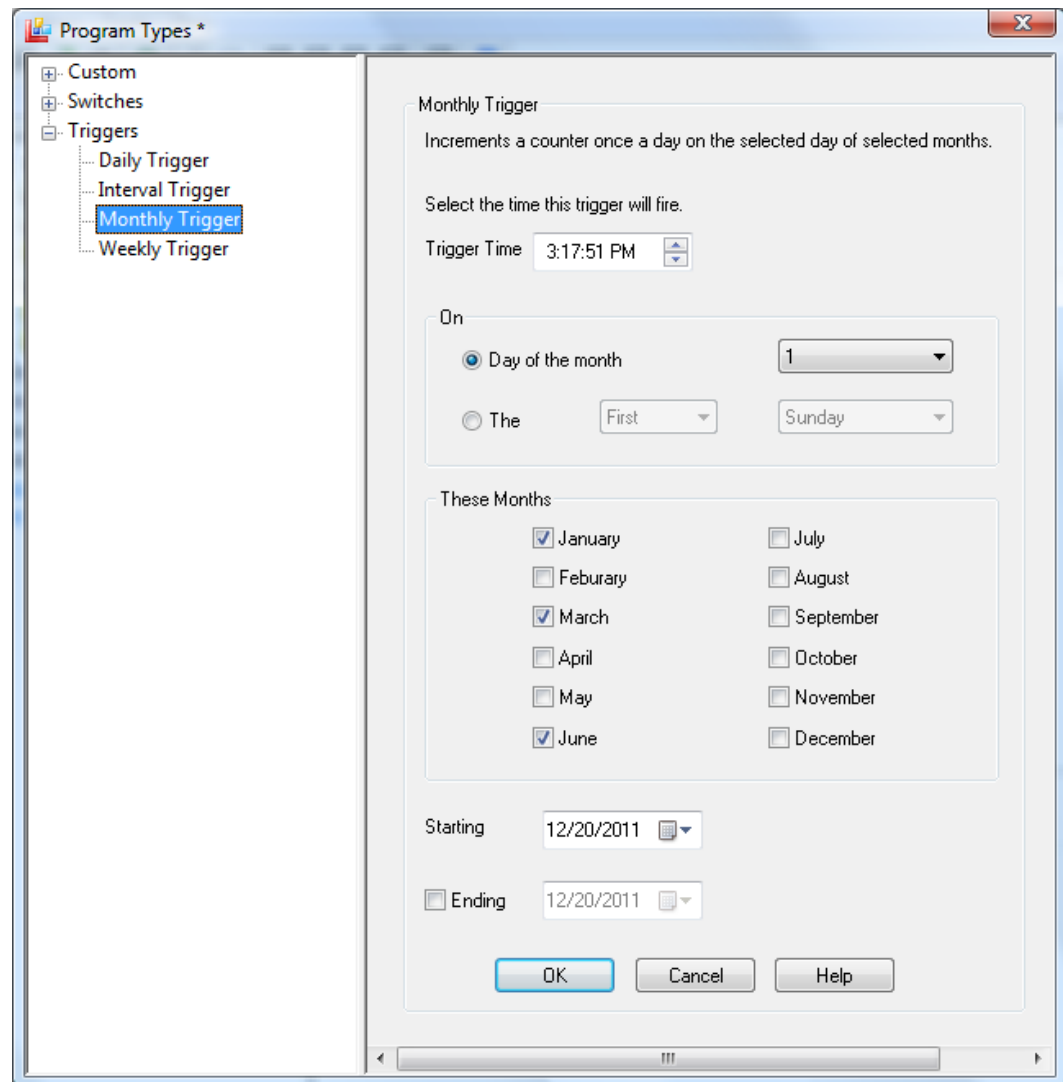 Program Types *
Custom
Switches
Triggers
Daily Trigger
Interval Trigger
Monthly Trigger
Weekly Trigger
Monthly Trigger
Increments a counter once a day on the selected day of selected months.
Select the time this trigger will fire.
Trigger Time 3:17:51 PM
On
Day of the month 1
The First Sunday
These Months
January July
Feburary August
March September
April October
May November
June December
Starting 12/20/2011
Ending 12/20/2011
OK Cancel Help